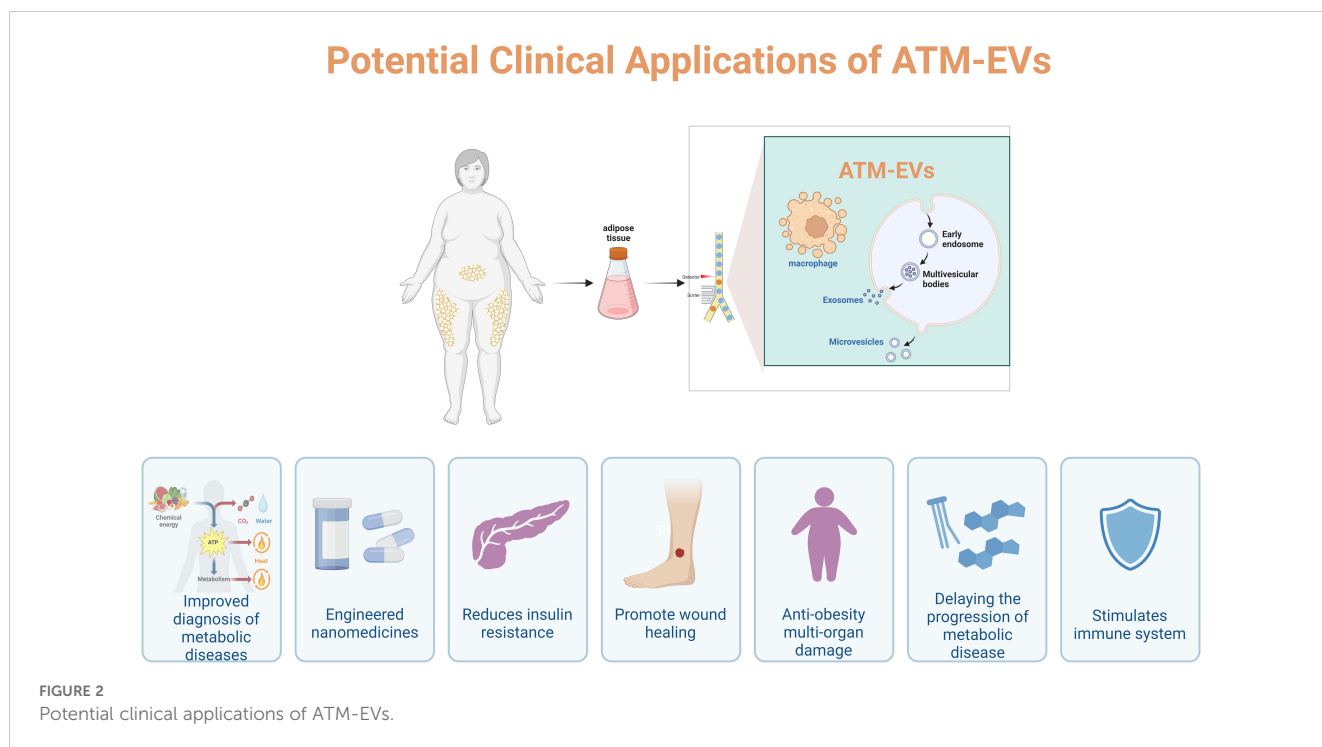 Potential Clinical Applications of ATM-EVs
adipose
tissue
Detector
Sorter
ATM-EVs
macrophage
Early
endosome
Multivesicular
bodies
Exosomes
Microvesicles
Chemical
energy
CO₂
Water
ATP
Heat
Metabolism
Improved
diagnosis of
metabolic
diseases
Engineered
nanomedicines
Reduces insulin
resistance
Promote wound
healing
Anti-obesity
multi-organ
damage
Delaying the
progression of
metabolic
disease
Stimulates
immune system
FIGURE 2
Potential clinical applications of ATM-EVs.